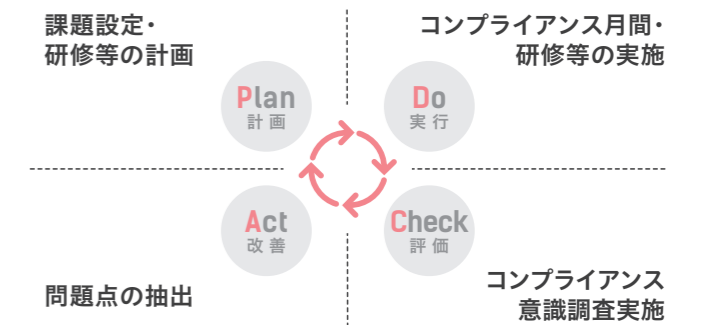 課題設定・
研修等の計画
Plan
計画
コンプライアンス月間・
研修等の実施
Do
実行
Act
改善
問題点の抽出
Check
評価
コンプライアンス
意識調査実施